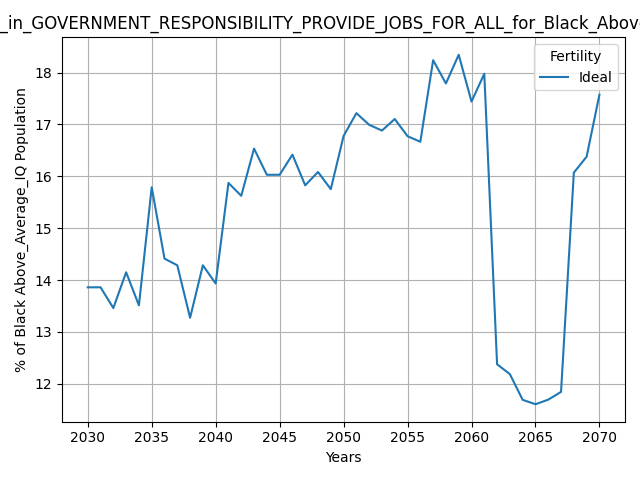 _in_GOVERNMENT_RESPONSIBILITY_PROVIDE_JOBS_FOR_ALL_for_Black_Above
Fertility
Ideal
% of Black Above_Average_IQ Population
18
17
16
15
14
13
12
2030 2035 2040 2045 2050 2055 2060 2065 2070
Years